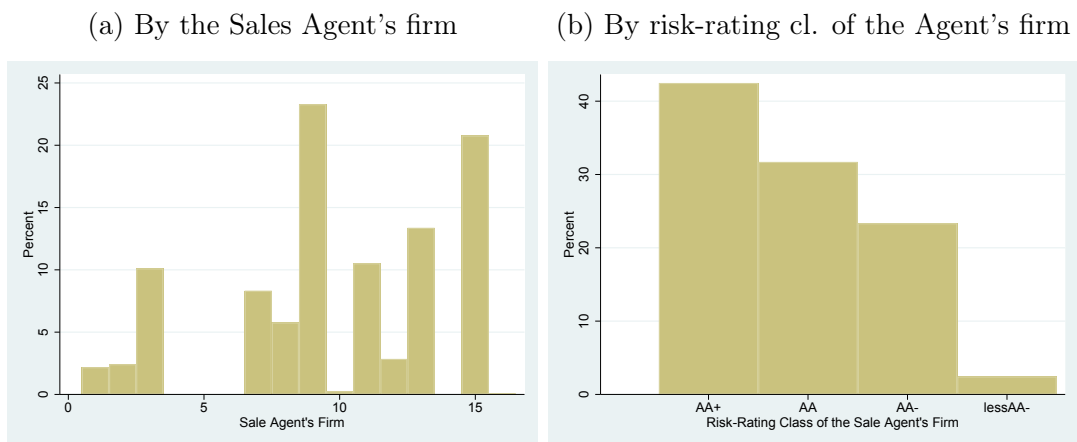 (a) By the Sales Agent's firm
(b) By risk-rating cl. of the Agent's firm
25
20
15
10
5
0
Percent
0 5 10 15
Sale Agent's Firm
40
30
20
10
0
Percent
AA+ AA AA- lessAA-
Risk-Rating Class of the Sale Agent's Firm